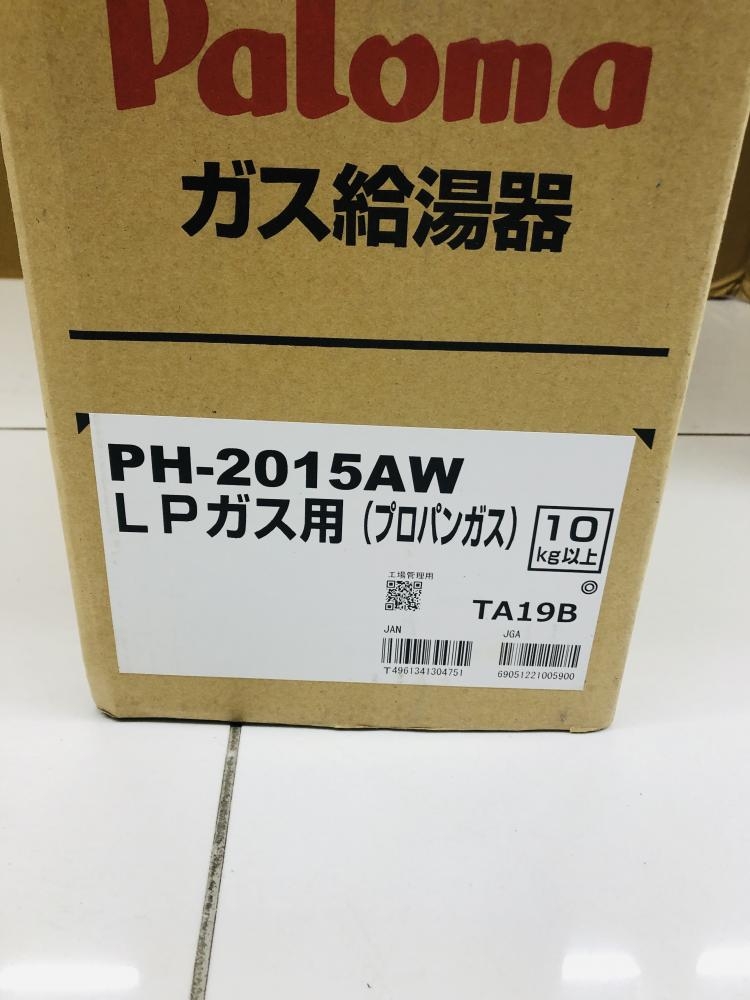 Paloma
ガス給湯器
PH-2015AW
LPガス用(プロパンガス)
10
kg以上
工場管理用
◎
TA19B
JAN
JGA
T4961341304751
69051221005900